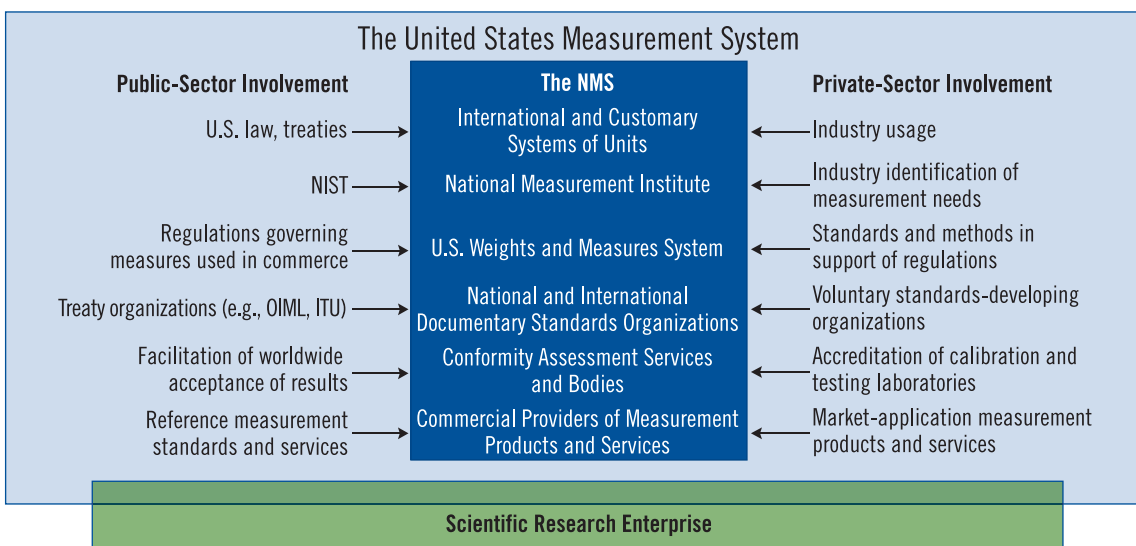 The United States Measurement System
Public-Sector Involvement
The NMS
Private-Sector Involvement
U.S. law, treaties
International and Customary
Systems of Units
Industry usage
NIST
National Measurement Institute
Industry identification of
measurement needs
Regulations governing
measures used in commerce
U.S. Weights and Measures System
Standards and methods in
support of regulations
Treaty organizations (e.g., OIML, ITU)
National and International
Documentary Standards Organizations
Voluntary standards-developing
organizations
Facilitation of worldwide
acceptance of results
Conformity Assessment Services
and Bodies
Accreditation of calibration and
testing laboratories
Reference measurement
standards and services
Commercial Providers of Measurement
Products and Services
Market-application measurement
products and services
Scientific Research Enterprise